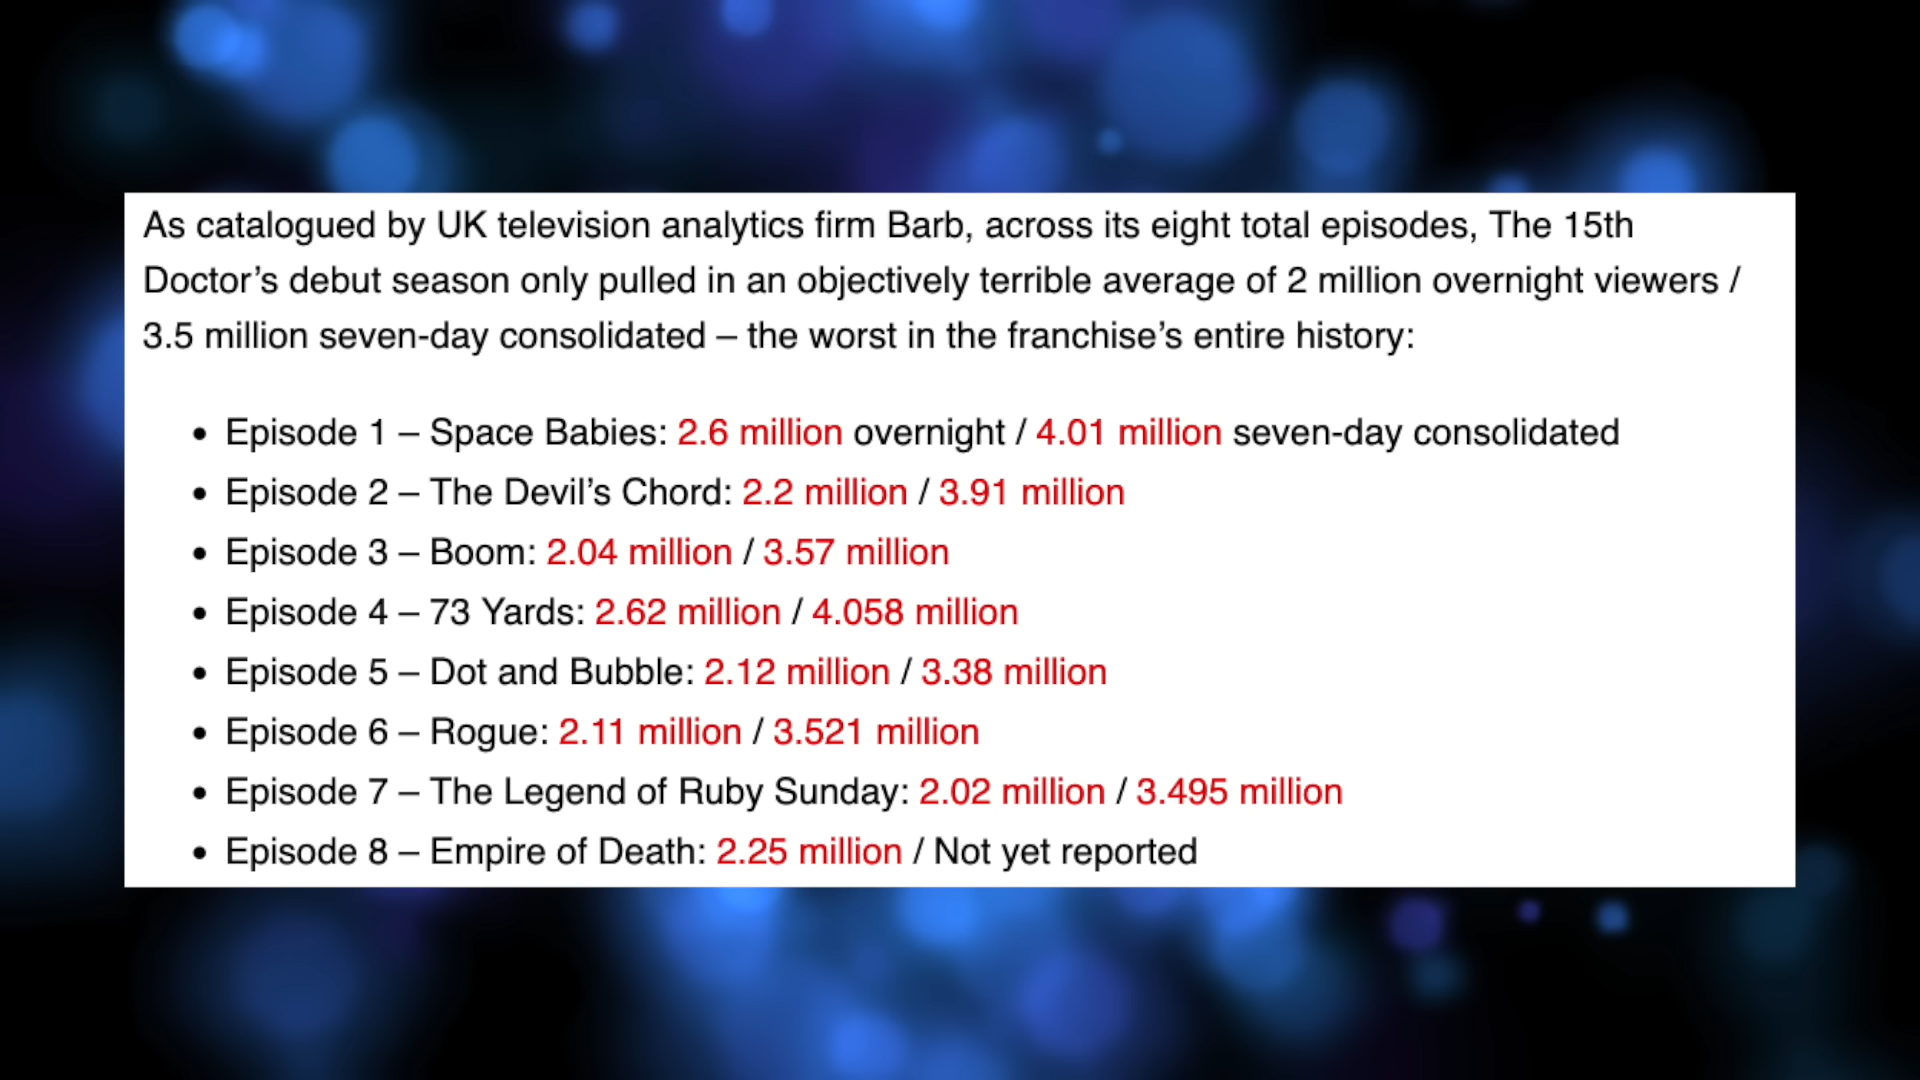 As catalogued by UK television analytics firm Barb, across its eight total episodes, The 15th
Doctor’s debut season only pulled in an objectively terrible average of 2 million overnight viewers /
3.5 million seven-day consolidated – the worst in the franchise’s entire history:
• Episode 1 – Space Babies: 2.6 million overnight / 4.01 million seven-day consolidated
• Episode 2 – The Devil’s Chord: 2.2 million / 3.91 million
• Episode 3 – Boom: 2.04 million / 3.57 million
• Episode 4 – 73 Yards: 2.62 million / 4.058 million
• Episode 5 – Dot and Bubble: 2.12 million / 3.38 million
• Episode 6 – Rogue: 2.11 million / 3.521 million
• Episode 7 – The Legend of Ruby Sunday: 2.02 million / 3.495 million
• Episode 8 – Empire of Death: 2.25 million / Not yet reported